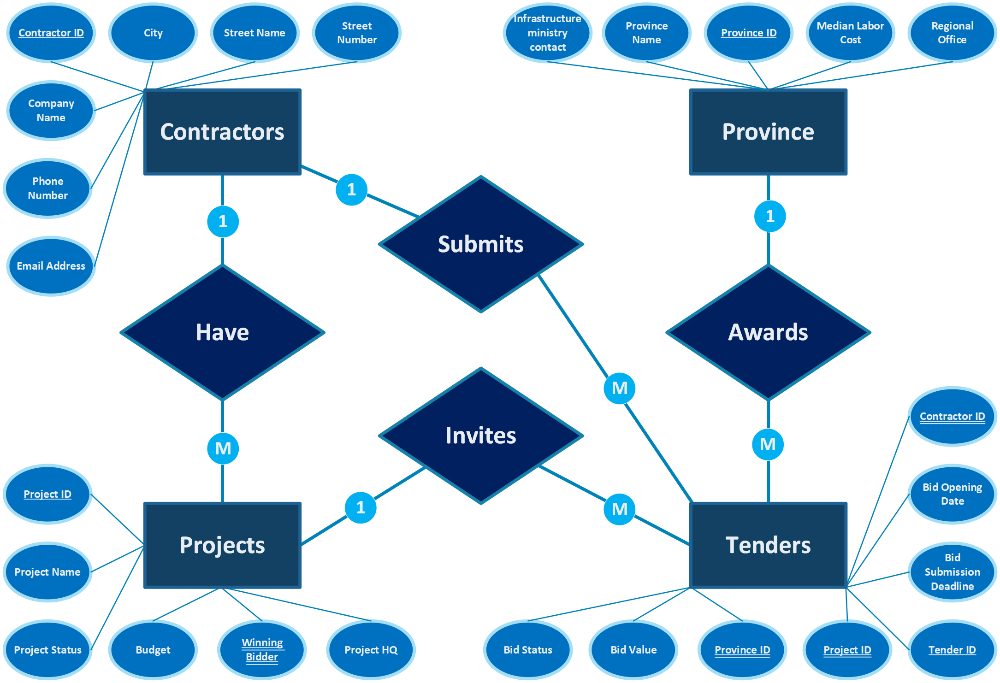 Contractor ID
City
Street Name
Street
Number
Infrastructure
ministry
contact
Province
Name
Province ID
Median Labor
Cost
Regional
Office
Company
Name
Contractors
Province
Phone
Number
1
1
1
Submits
Email Address
Have
Awards
M
Contractor ID
Invites
M
M
Project ID
1
M
Bid Opening
Date
Projects
Tenders
Project Name
Bid
Submission
Deadline
Project Status
Budget
Winning
Bidder
Project HQ
Bid Status
Bid Value
Province ID
Project ID
Tender ID